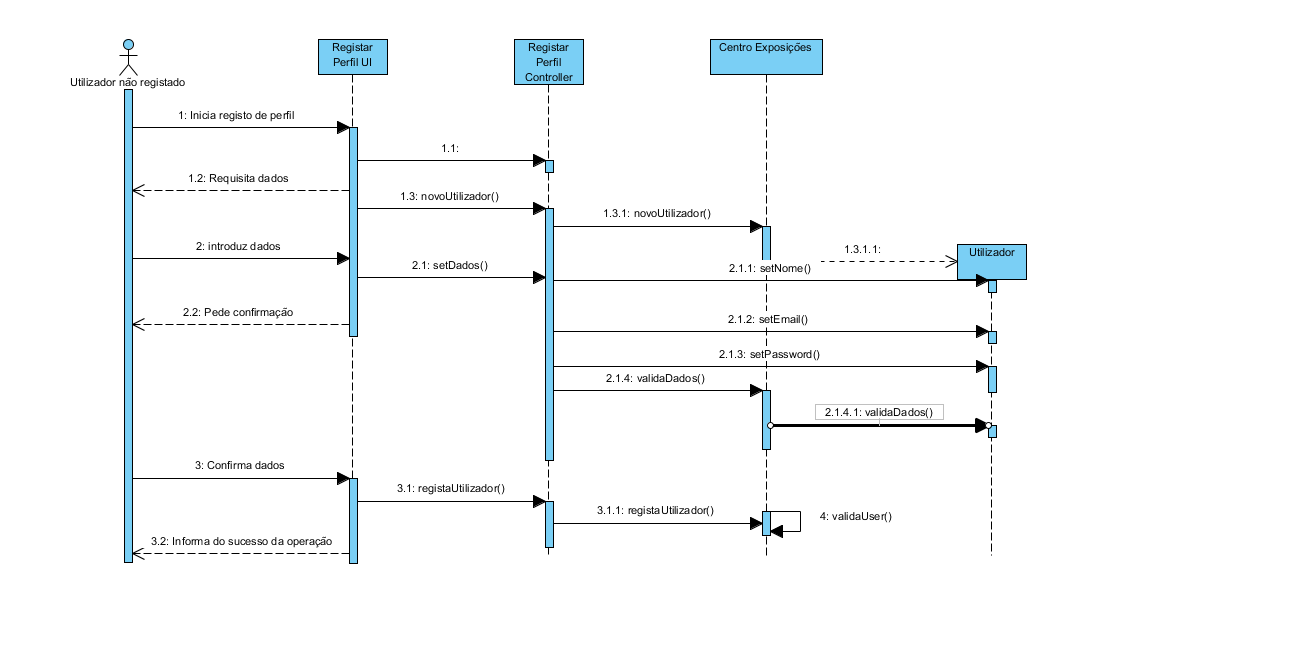 Registar
Perfil UI
Registar
Perfil
Controller
Centro Exposições
Utilizador não registado
1: Inicia registo de perfil
1.1:
1.2: Requisita dados
1.3: novoUtilizador()
1.3.1: novoUtilizador()
2: introduz dados
1.3.1.1:
Utilizador
2.1: setDados()
2.1.1: setNome()
2.2: Pede confirmação
2.1.2: setEmail()
2.1.3: setPassword()
2.1.4: validaDados()
2.1.4.1: validaDados()
3: Confirma dados
3.1: registaUtilizador()
3.1.1: registaUtilizador()
4: validaUser()
3.2: Informa do sucesso da operação